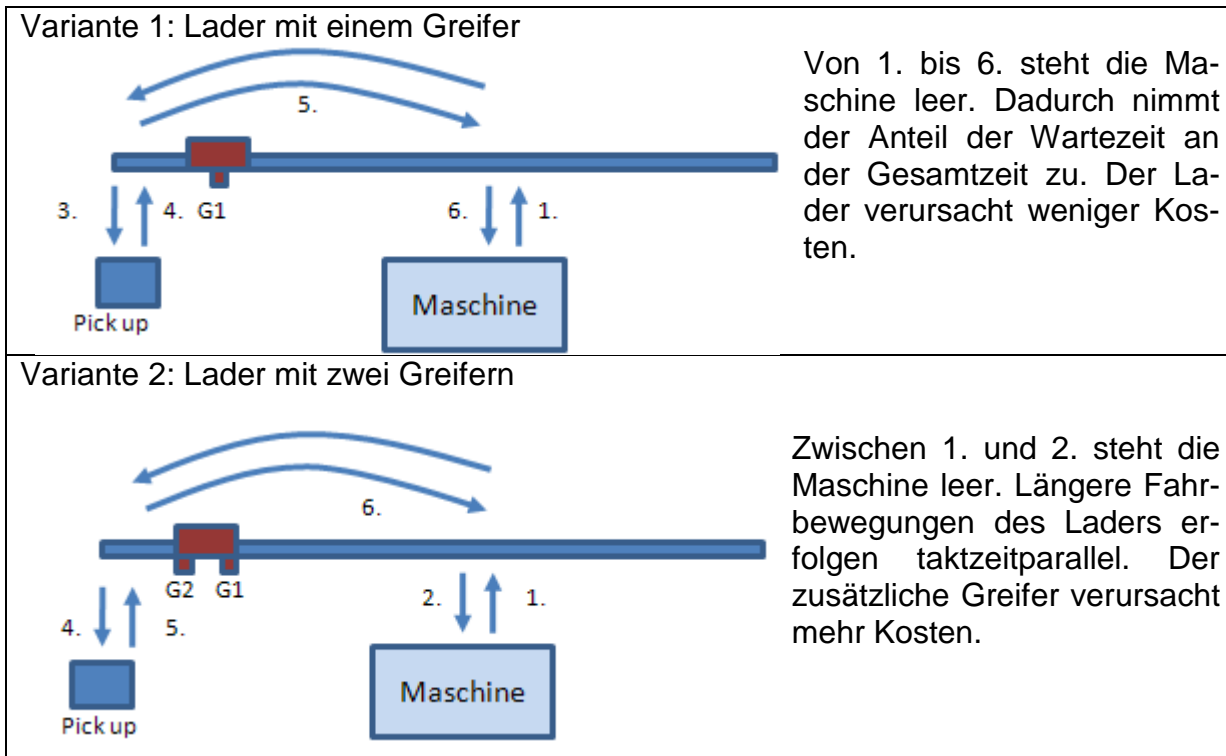 Variante 1: Lader mit einem Greifer
5.
3.
4. G1
6.
1.
Pick up
Maschine
Von 1. bis 6. steht die Ma-
schine leer. Dadurch nimmt
der Anteil der Wartezeit an
der Gesamtzeit zu. Der La-
der verursacht weniger Kos-
ten.
Variante 2: Lader mit zwei Greifern
6.
G2 G1
4.
5.
2.
1.
Pick up
Maschine
Zwischen 1. und 2. steht die
Maschine leer. Längere Fahr-
bewegungen des Laders er-
folgen taktzeitparallel. Der
zusätzliche Greifer verursacht
mehr Kosten.